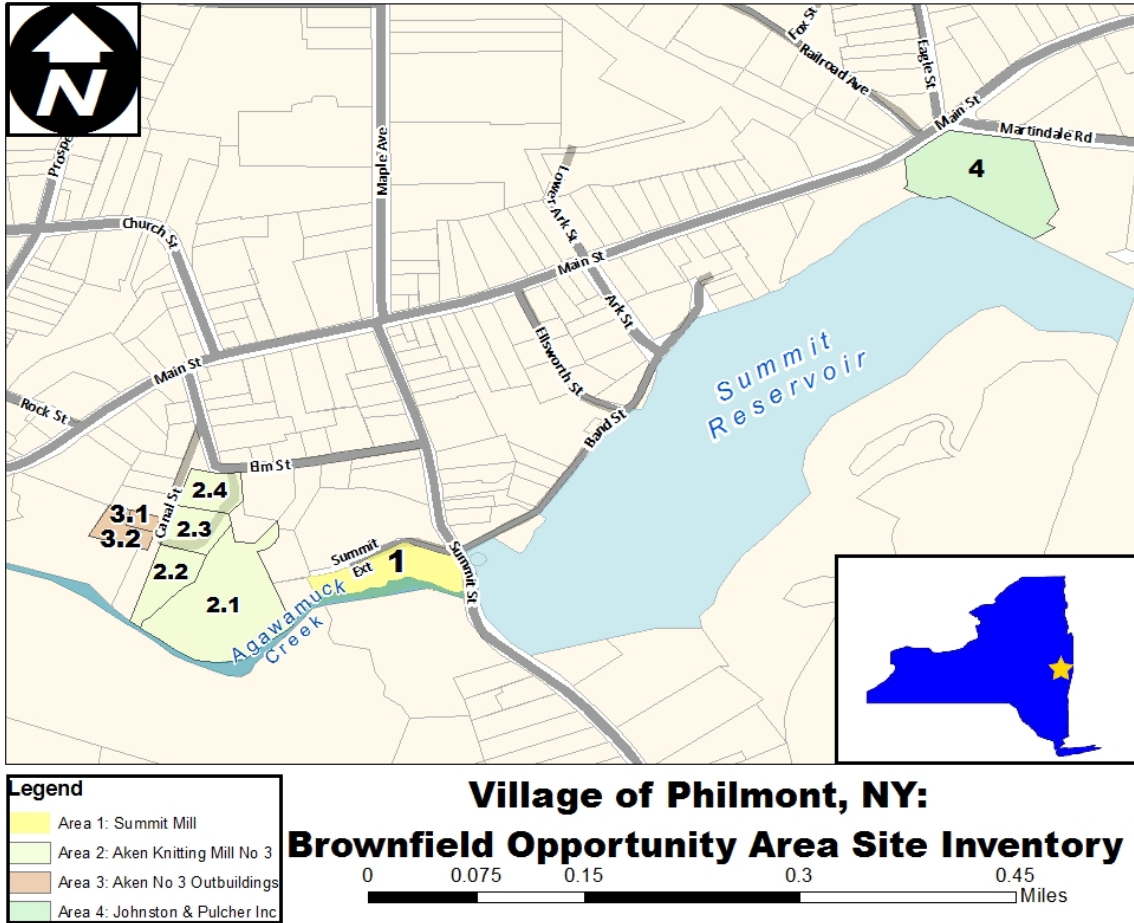 N
Fox St
Railroad Ave
Eagle St
Main St
Martindale Rd
4
Prospe
Maple Ave
Church St
Lower Ark St
Main St
Ark St
Ellsworth St
Summit
Reservoir
Main St
Rock St
Band St
Elm St
Canal St
2.4
3.1
2.3
3.2
2.2
2.1
Summit
Ext
1
Summit St
Agawamuck
Creek
Legend
Area 1: Summit Mill
Area 2: Aken Knitting Mill No 3
Area 3: Aken No 3 Outbuildings
Area 4: Johnston & Pulcher Inc
Village of Philmont, NY:
Brownfield Opportunity Area Site Inventory
0 0.075 0.15 0.3 0.45
Miles